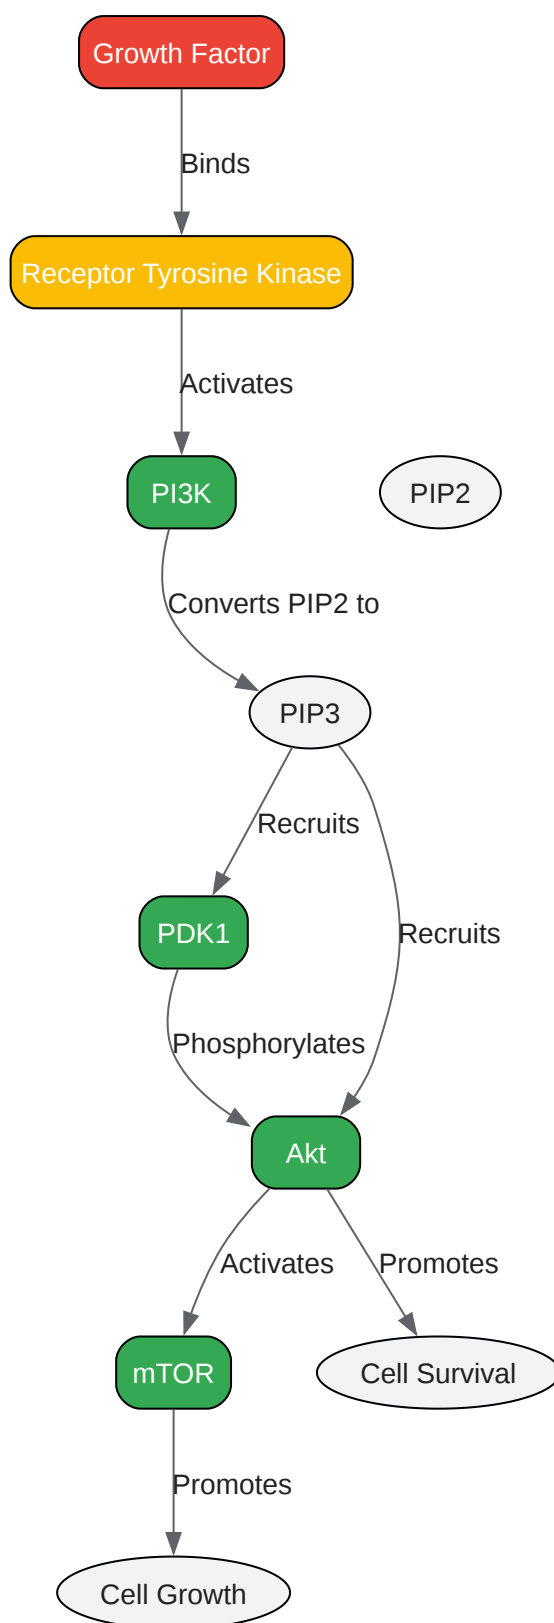 Growth Factor
Binds
Receptor Tyrosine Kinase
Activates
PI3K
PIP2
Converts PIP2 to
PIP3
Recruits
PDK1
Recruits
Phosphorylates
Akt
Activates
Promotes
mTOR
Cell Survival
Promotes
Cell Growth